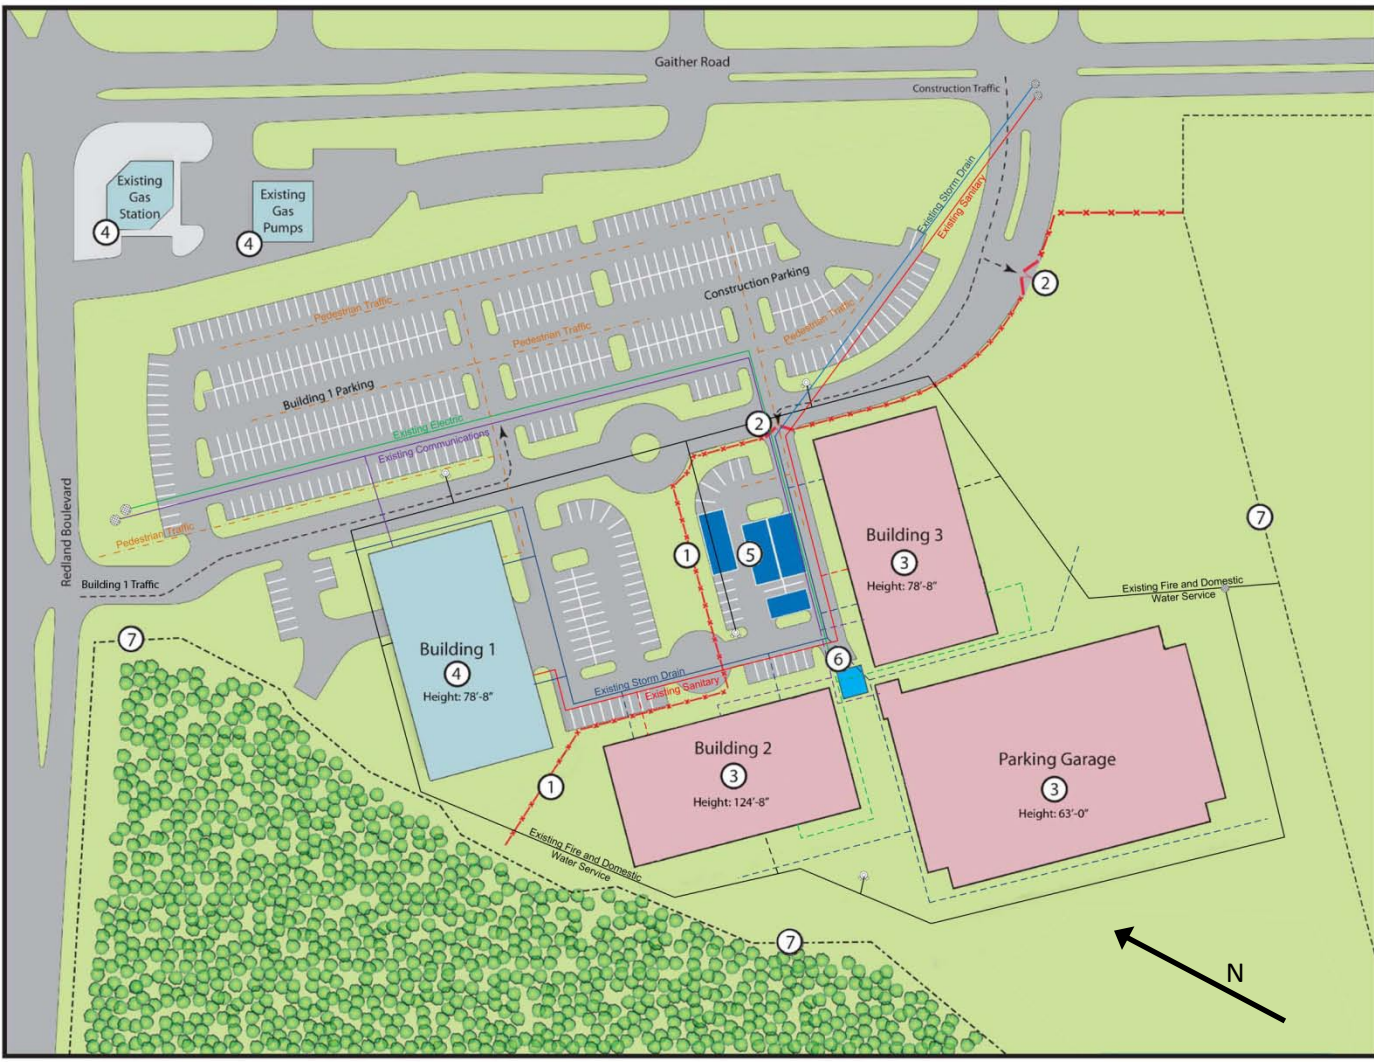 Gaither Road
Construction Traffic
Existing
Gas
Station
4
Existing
Gas
Pumps
4
Existing Storm Drain
Existing Sanitary
2
Construction Parking
Pedestrian Traffic
Pedestrian Traffic
Pedestrian Traffic
Building 1 Parking
Existing Electric
Existing Communications
2
Redland Boulevard
Pedestrian Traffic
Building 1 Traffic
7
1
5
Building 3
3
Height: 78'-8"
7
Existing Fire and Domestic
Water Service
7
Building 1
4
Height: 78'-8"
6
Existing Storm Drain
Existing Sanitary
Building 2
3
Height: 124'-8"
Parking Garage
3
Height: 63'-0"
1
Existing Fire and Domestic
Water Service
7
N